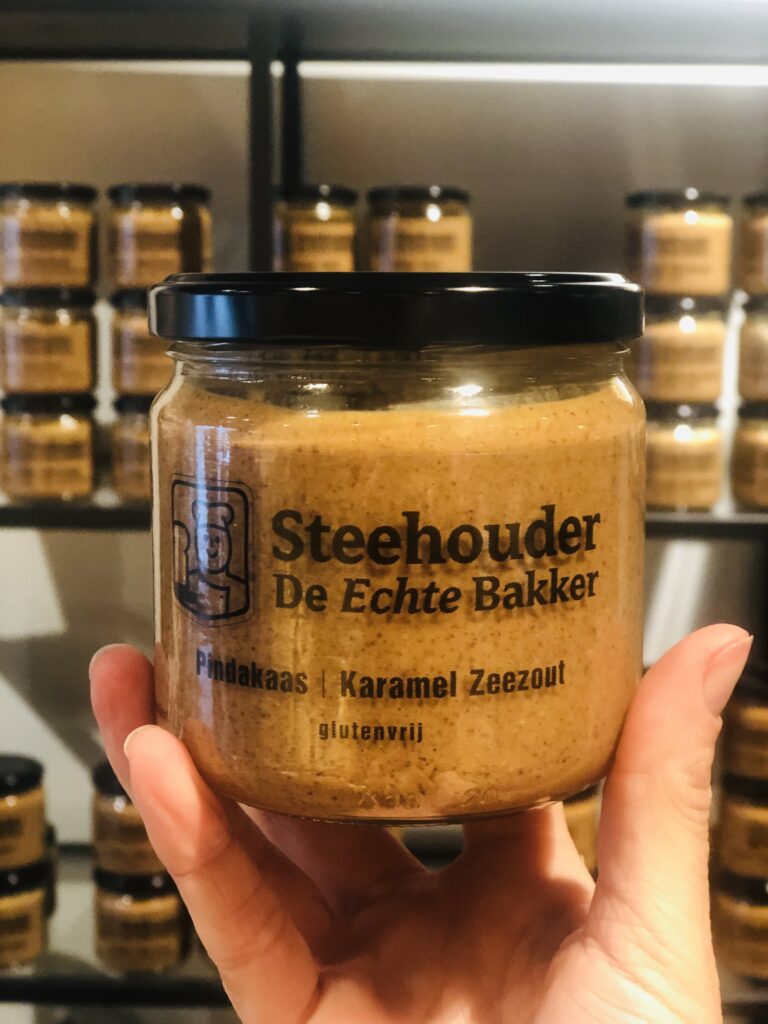 Steehouder
De Echte Bakker
Pindakaas | Karamel Zeezout
glutenvrij